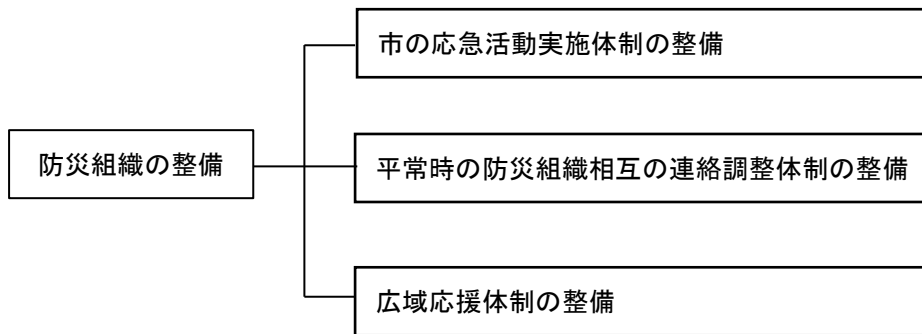 市の応急活動実施体制の整備
防災組織の整備
平常時の防災組織相互の連絡調整体制の整備
広域応援体制の整備